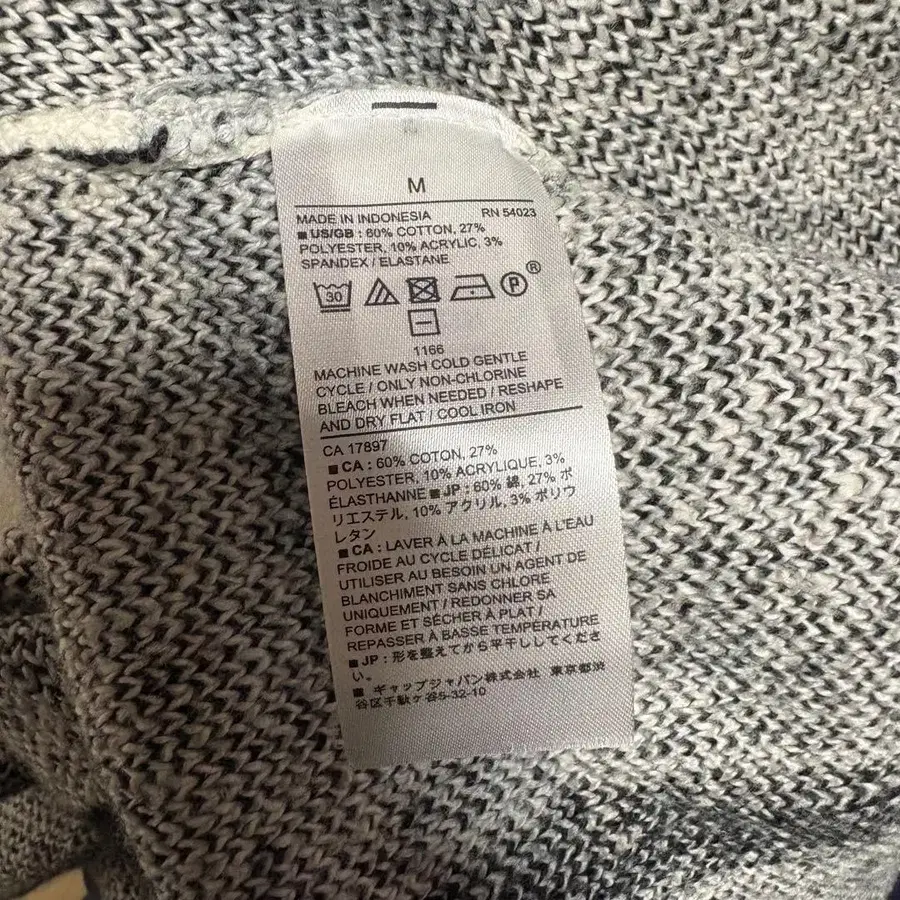 M
MADE IN INDONESIA RN 54023
■ US/GB : 60% COTTON, 27%
POLYESTER, 10% ACRYLIC, 3%
SPANDEX / ELASTANE
30 P ®
1166
MACHINE WASH COLD GENTLE
CYCLE / ONLY NON-CHLORINE
BLEACH WHEN NEEDED / RESHAPE
AND DRY FLAT / COOL IRON
CA 17897
■ CA : 60% COTON, 27%
POLYESTER, 10% ACRYLIQUE, 3%
ÉLASTHANNE ■ JP : 60% 綿, 27% ポ
リエステル, 10% アクリル, 3% ポリウ
レタン
■ CA : LAVER À LA MACHINE À L'EAU
FROIDE AU CYCLE DÉLICAT /
UTILISER AU BESOIN UN AGENT DE
BLANCHIMENT SANS CHLORE
UNIQUEMENT / REDONNER SA
FORME ET SÉCHER À PLAT /
REPASSER À BASSE TEMPÉRATURE
■ JP : 形を整えてから平干ししてくださ
い。
■ ギャップジャパン株式会社 東京都渋
谷区千駄ヶ谷5-32-10